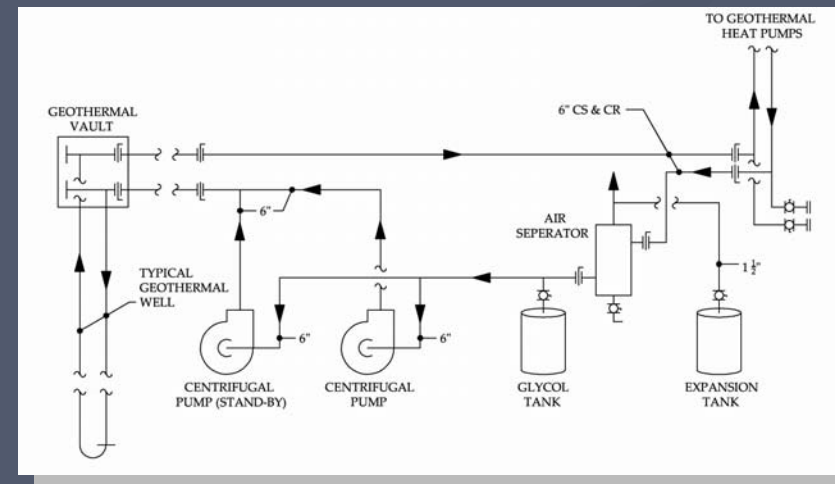 TO GEOTHERMAL
HEAT PUMPS
GEOTHERMAL
VAULT
6" CS & CR
6"
AIR
SEPERATOR
TYPICAL
GEOTHERMAL
WELL
1 1/2"
6"
6"
CENTRIFUGAL
PUMP (STAND-BY)
CENTRIFUGAL
PUMP
GLYCOL
TANK
EXPANSION
TANK